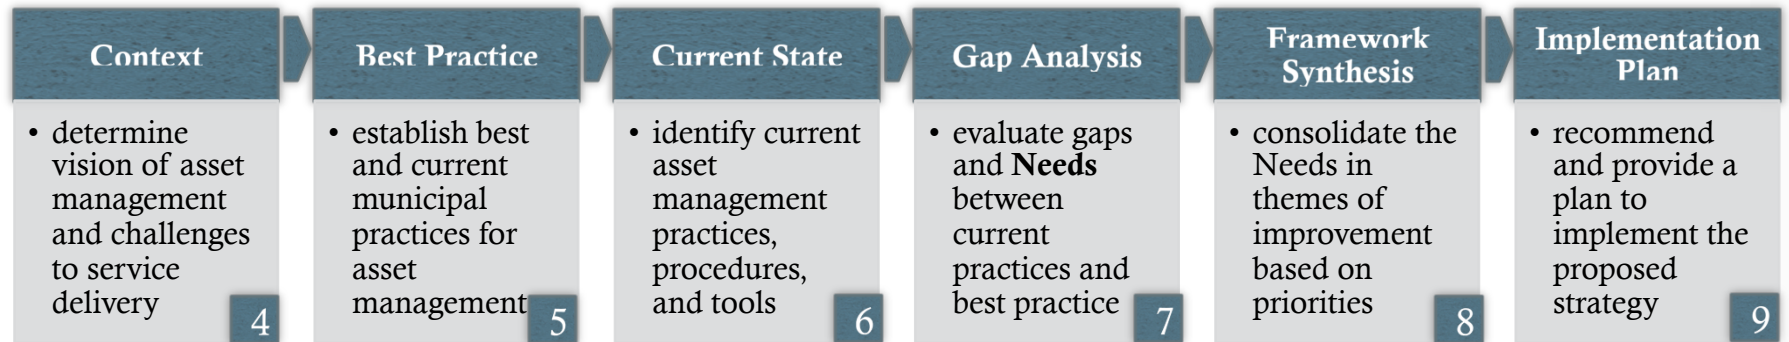 Context
• determine
vision of asset
management
and challenges
to service
delivery
4
Best Practice
• establish best
and current
municipal
practices for
asset
management
5
Current State
• identify current
asset
management
practices,
procedures,
and tools
6
Gap Analysis
• evaluate gaps
and Needs
between
current
practices and
best practice
7
Framework
Synthesis
• consolidate the
Needs in
themes of
improvement
based on
priorities
8
Implementation
Plan
• recommend
and provide a
plan to
implement the
proposed
strategy
9